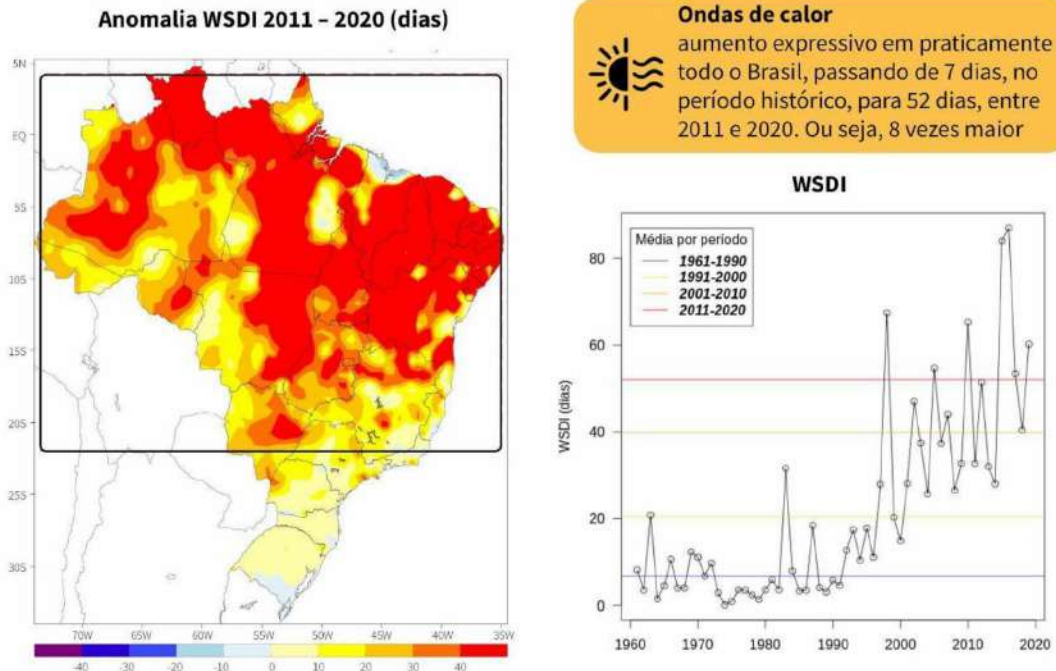 Anomalia WSDI 2011 – 2020 (dias)
5N
EQ
5S
10S
15S
20S
25S
30S
70W 65W 60W 55W 50W 45W 40W 35W
-40 -30 -20 -10 0 10 20 30 40
Ondas de calor
aumento expressivo em praticamente
todo o Brasil, passando de 7 dias, no
período histórico, para 52 dias, entre
2011 e 2020. Ou seja, 8 vezes maior
WSDI
Média por período
1961-1990
1991-2000
2001-2010
2011-2020
WSDI (dias)
80
60
40
20
0
1960 1970 1980 1990 2000 2010 2020